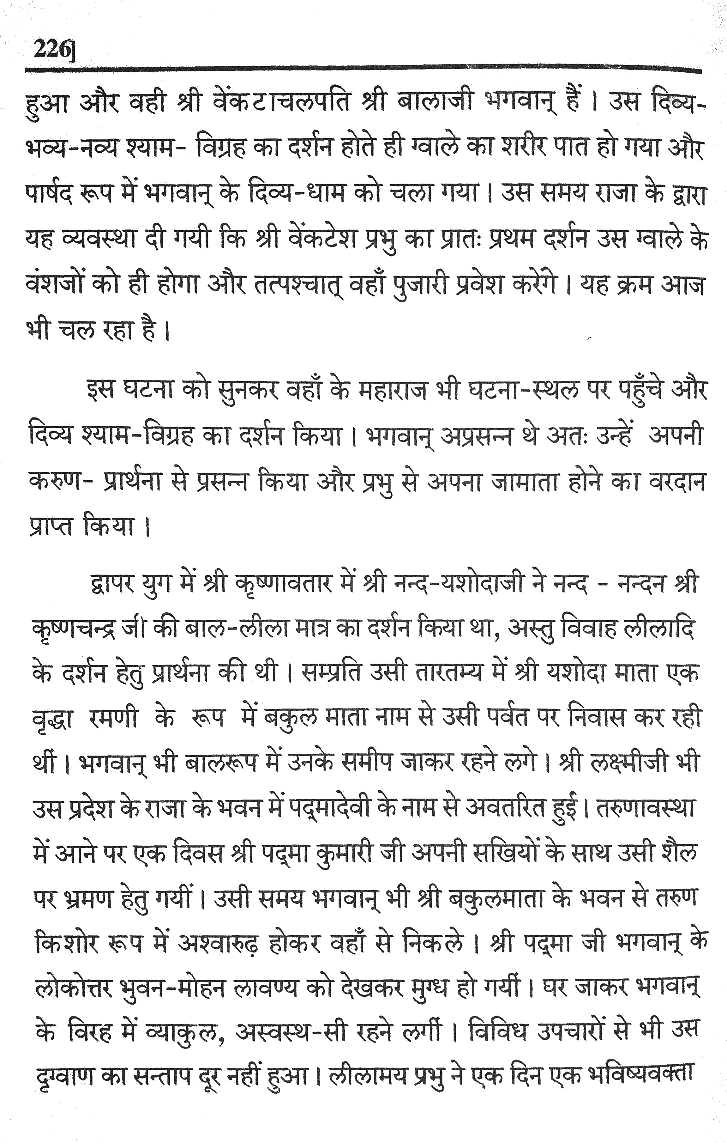 226]
हुआ और वही श्री वेंकटाचलपति श्री बालाजी भगवान् हैं । उस दिव्य-
भव्य-नव्य श्याम- विग्रह का दर्शन होते ही ग्वाले का शरीर पात हो गया और
पार्षद रूप में भगवान् के दिव्य-धाम को चला गया । उस समय राजा के द्वारा
यह व्यवस्था दी गयी कि श्री वेंकटेश प्रभु का प्रातः प्रथम दर्शन उस ग्वाले के
वंशजों को ही होगा और तत्पश्चात् वहाँ पुजारी प्रवेश करेंगे । यह क्रम आज
भी चल रहा है ।
इस घटना को सुनकर वहाँ के महाराज भी घटना-स्थल पर पहुँचे और
दिव्य श्याम-विग्रह का दर्शन किया । भगवान् अप्रसन्न थे अतः उन्हें अपनी
करुण- प्रार्थना से प्रसन्न किया और प्रभु से अपना जामाता होने का वरदान
प्राप्त किया ।
द्वापर युग में श्री कृष्णावतार में श्री नन्द-यशोदाजी ने नन्द - नन्दन श्री
कृष्णचन्द्र जी की बाल-लीला मात्र का दर्शन किया था, अस्तु विवाह लीलादि
के दर्शन हेतु प्रार्थना की थी । सम्प्रति उसी तारतम्य में श्री यशोदा माता एक
वृद्धा रमणी के रूप में बकुल माता नाम से उसी पर्वत पर निवास कर रही
थीं । भगवान् भी बालरूप में उनके समीप जाकर रहने लगे । श्री लक्ष्मीजी भी
उस प्रदेश के राजा के भवन में पद्मादेवी के नाम से अवतरित हुई । तरुणावस्था
में आने पर एक दिवस श्री पद्मा कुमारी जी अपनी सखियों के साथ उसी शैल
पर भ्रमण हेतु गयीं । उसी समय भगवान् भी श्री बकुलमाता के भवन से तरुण
किशोर रूप में अश्वारुढ़ होकर वहाँ से निकले । श्री पद्मा जी भगवान् के
लोकोत्तर भुवन-मोहन लावण्य को देखकर मुग्ध हो गयीं । घर जाकर भगवान्
के विरह में व्याकुल, अस्वस्थ-सी रहने लगीं । विविध उपचारों से भी उस
दृग्वाण का सन्ताप दूर नहीं हुआ । लीलामय प्रभु ने एक दिन एक भविष्यवक्ता